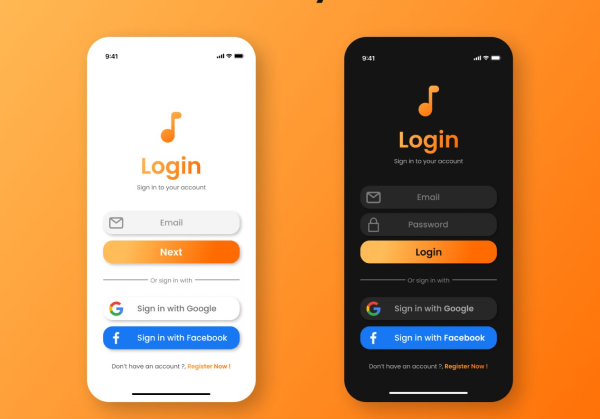 9:41
Login
Sign in to your account
Email
Next
Or sign in with
Sign in with Google
Sign in with Facebook
Don't have an account ?, Register Now !
9:41
Login
Sign in to your account
Email
Password
Login
Or sign in with
Sign in with Google
Sign in with Facebook
Don't have an account ?, Register Now !